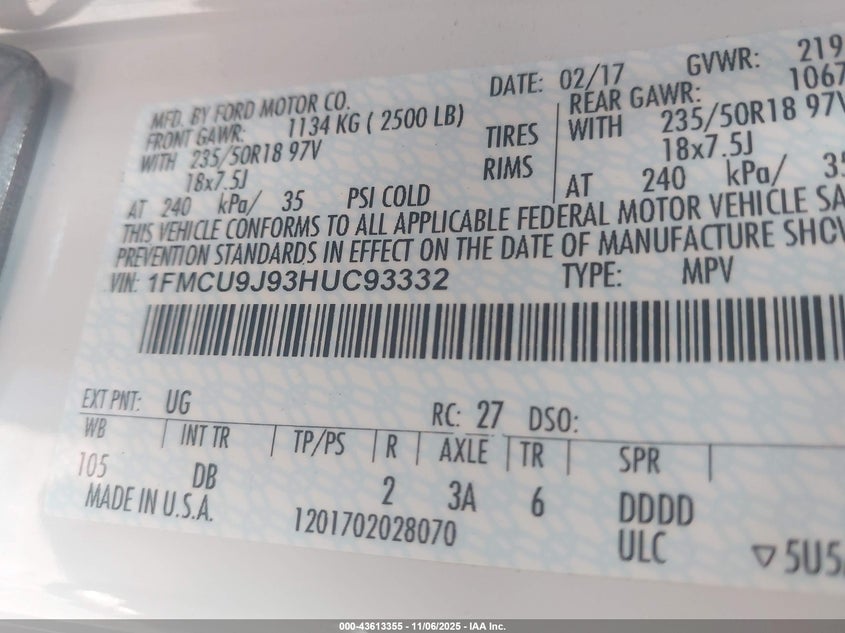 MFD. BY FORD MOTOR CO. DATE: 02/17 GVWR: 219
FRONT GAWR: 1134 KG ( 2500 LB) REAR GAWR: 1067
WITH 235/50R18 97V TIRES WITH 235/50R18 97V
18x7.5J RIMS 18x7.5J
AT 240 kPa/ 35 PSI COLD AT 240 kPa/ 35
THIS VEHICLE CONFORMS TO ALL APPLICABLE FEDERAL MOTOR VEHICLE SA
PREVENTION STANDARDS IN EFFECT ON THE DATE OF MANUFACTURE SHOW
VIN: 1FMCU9J93HUC93332 TYPE: MPV
EXT PNT: UG RC: 27 DSO:
WB INT TR TP/PS R AXLE TR SPR
105 DB 2 3A 6 DDDD
MADE IN U.S.A. 1201702028070 ULC 5U5
000-43613355 - 11/06/2025 - IAA Inc.